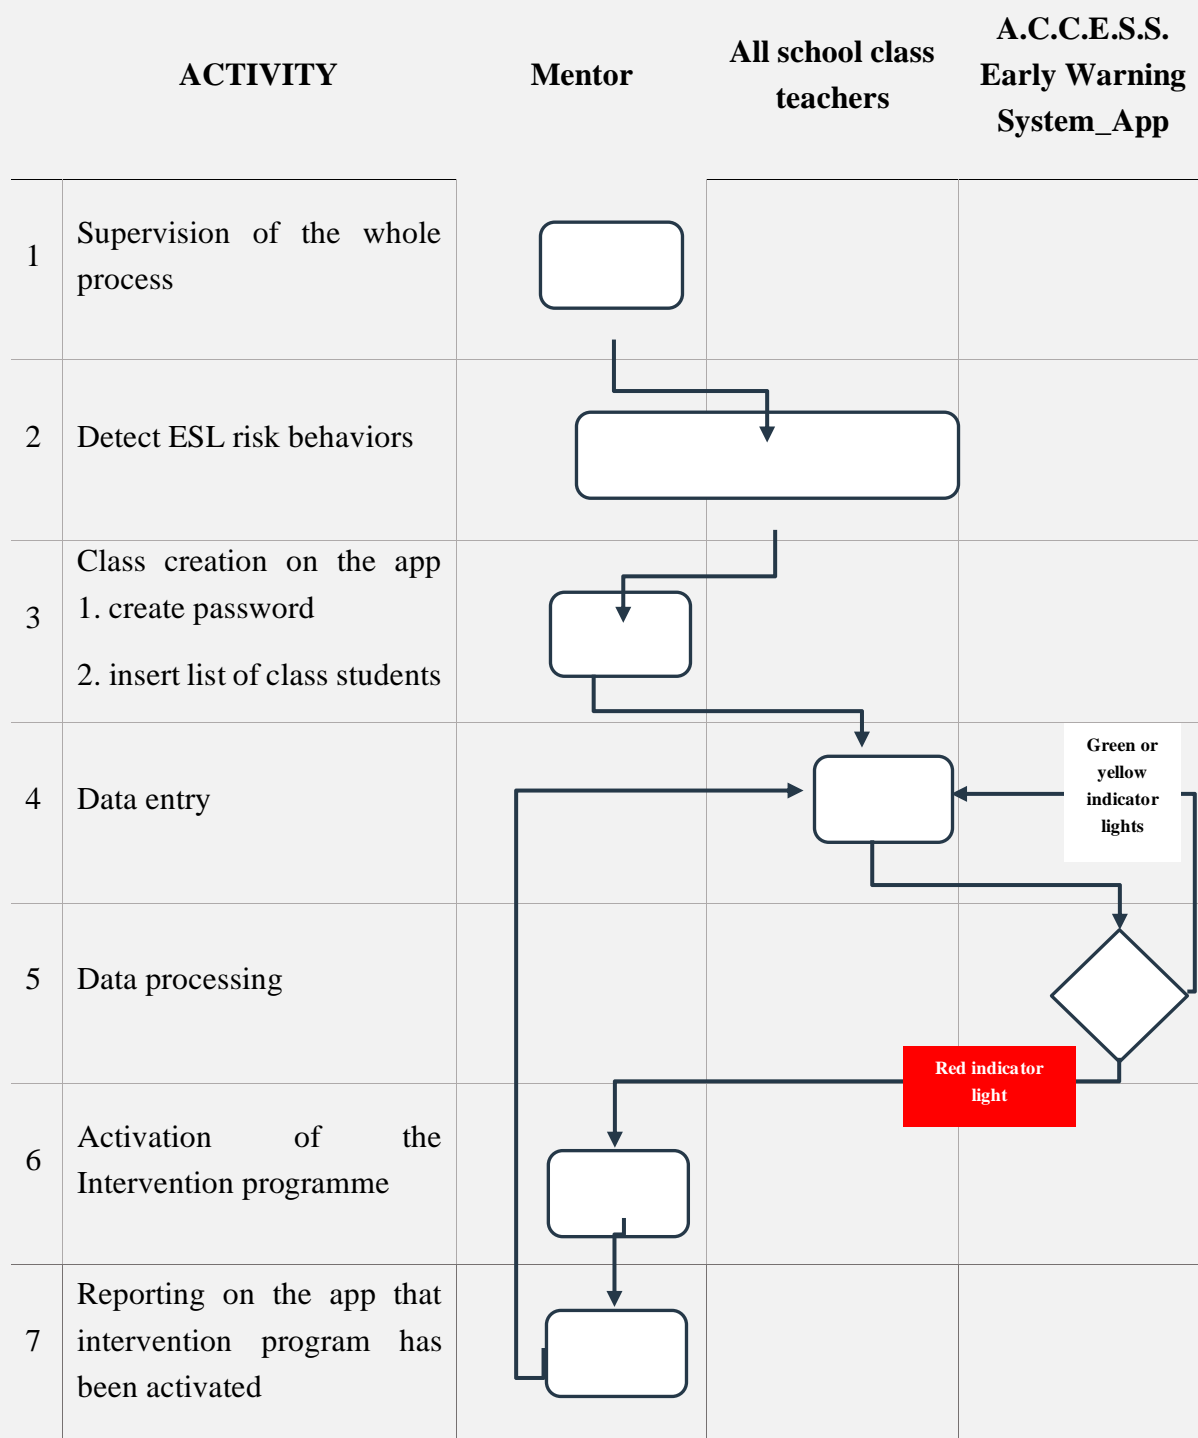 ACTIVITY
Mentor
All school class
teachers
A.C.C.E.S.S.
Early Warning
System_App
1
Supervision of the whole
process
2
Detect ESL risk behaviors
3
Class creation on the app
1. create password
2. insert list of class students
4
Data entry
Green or
yellow
indicator
lights
5
Data processing
Red indicator
light
6
Activation of the
Intervention programme
7
Reporting on the app that
intervention program has
been activated